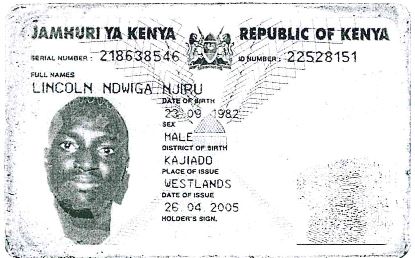 JAMHURI YA KENYA REPUBLIC OF KENYA
SERIAL NUMBER: 218638546 ID NUMBER: 22528151
FULL NAMES
LINCOLN NDWIGA NJIRU
DATE OF BIRTH
23 09 1982
SEX
MALE
DISTRICT OF BIRTH
KAJIADO
PLACE OF ISSUE
WESTLANDS
DATE OF ISSUE
26 04 2005
HOLDER'S SIGN.